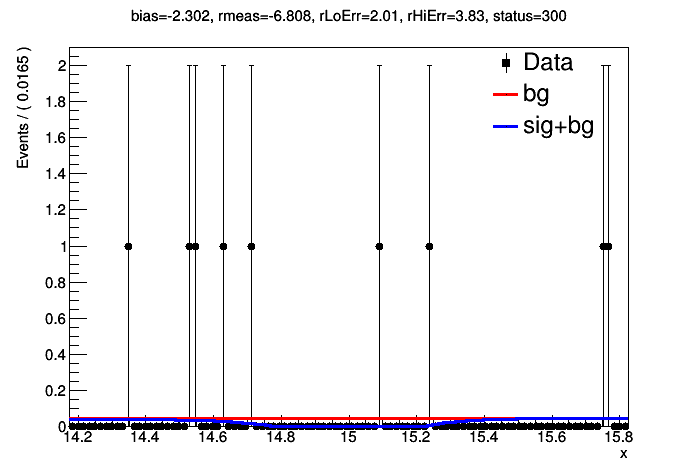 bias=-2.302, rmeas=-6.808, rLoErr=2.01, rHiErr=3.83, status=300
Events / ( 0.0165 )
Data
bg
sig+bg
2
1.8
1.6
1.4
1.2
1
0.8
0.6
0.4
0.2
0
14.2 14.4 14.6 14.8 15 15.2 15.4 15.6 15.8
x